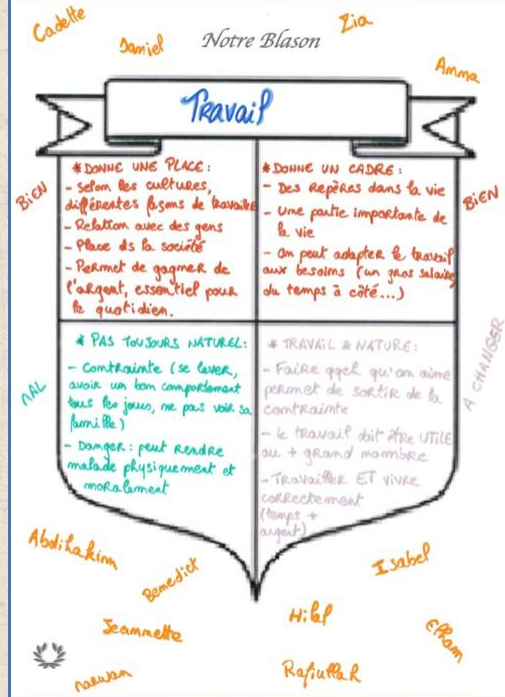 Cadette
Daniel
Notre Blason
Zia
Amma
Travail
BIEN
* DONNE UNE PLACE :
- Selon les cultures,
différentes façons de travailler
- Relation avec des gens
- Place ds la société
- Permet de gagner de
l'argent, essentiel pour
le quotidien.
* DONNE UN CADRE :
- Des Repères dans la vie
- Une partie importante de
la vie
- On peut adapter le travail
aux besoins (un gros salaire,
du temps à côté...)
BIEN
MAL
* PAS TOUJOURS NATUREL :
- Contrainte (se lever,
avoir un bon comportement
tous les jours, ne pas voir sa
famille)
- Danger : peut rendre
malade physiquement et
moralement
* TRAVAIL & NATURE :
- Faire qqch qu'on aime
permet de sortir de la
contrainte
- le travail doit être UTILE
au + grand nombre
- TRAVAILLER ET VIVRE
correctement
(temps +
argent)
A CHANGER
Abdihakim
Benedict
Isabel
Jeannette
Hilal
Efkam
Marwan
Rafiullah